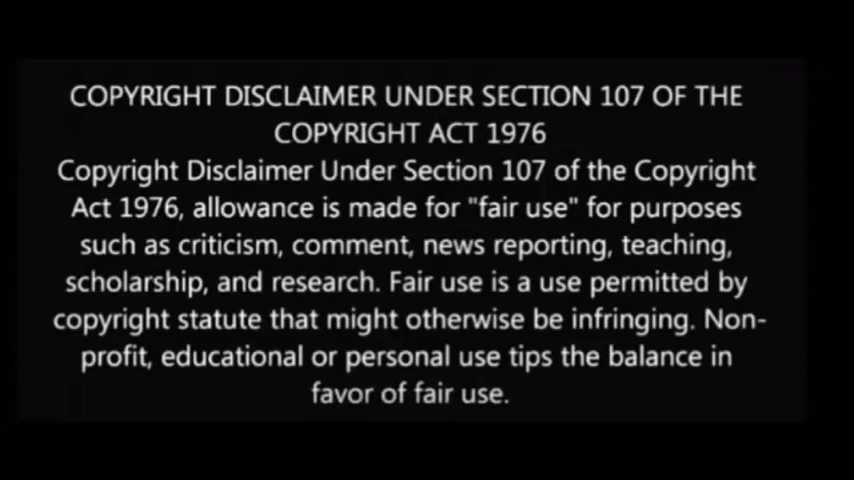 COPYRIGHT DISCLAIMER UNDER SECTION 107 OF THE
COPYRIGHT ACT 1976
Copyright Disclaimer Under Section 107 of the Copyright
Act 1976, allowance is made for "fair use" for purposes
such as criticism, comment, news reporting, teaching,
scholarship, and research. Fair use is a use permitted by
copyright statute that might otherwise be infringing. Non-
profit, educational or personal use tips the balance in
favor of fair use.